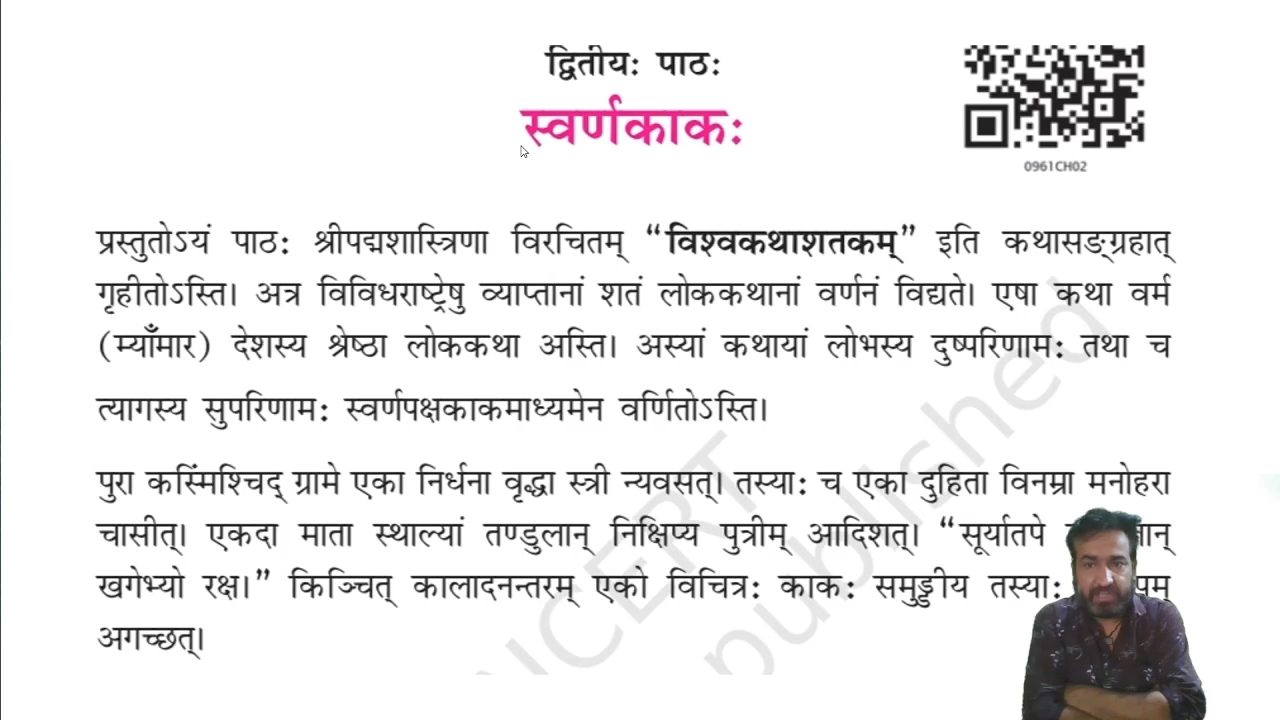 द्वितीयः पाठः
स्वर्णकाकः
0961CH02
प्रस्तुतोऽयं पाठः श्रीपद्मशास्त्रिणा विरचितम् “विश्वकथाशतकम्” इति कथासङ्ग्रहात्
गृहीतोऽस्ति। अत्र विविधराष्ट्रेषु व्याप्तानां शतं लोककथानां वर्णनं विद्यते। एषा कथा वर्म
(म्याँमार) देशस्य श्रेष्ठा लोककथा अस्ति। अस्यां कथायां लोभस्य दुष्परिणामः तथा च
त्यागस्य सुपरिणामः स्वर्णपक्षकाकमाध्यमेन वर्णितोऽस्ति।
पुरा कस्मिंश्चिद् ग्रामे एका निर्धना वृद्धा स्त्री न्यवसत्। तस्याः च एका दुहिता विनम्रा मनोहरा
चासीत्। एकदा माता स्थाल्यां तण्डुलान् निक्षिप्य पुत्रीम् आदिशत्। “सूर्यातपे
खगेभ्यो रक्ष।” किञ्चित् कालादनन्तरम् एको विचित्रः काकः समुड्डीय तस्याः
अगच्छत्।
NCERT
published
published